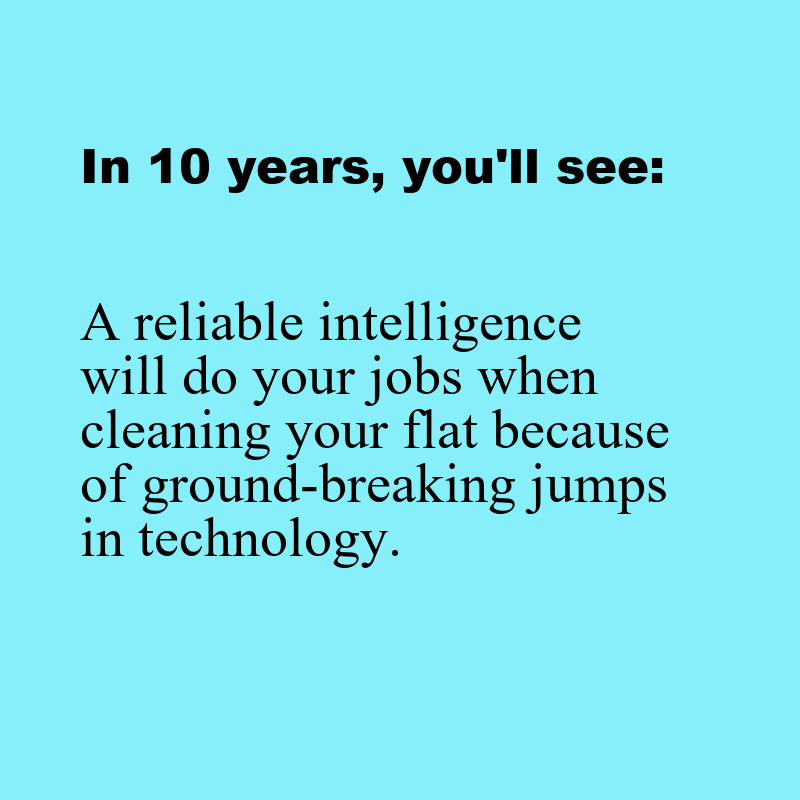 In 10 years, you'll see:
A reliable intelligence
will do your jobs when
cleaning your flat because
of ground-breaking jumps
in technology.